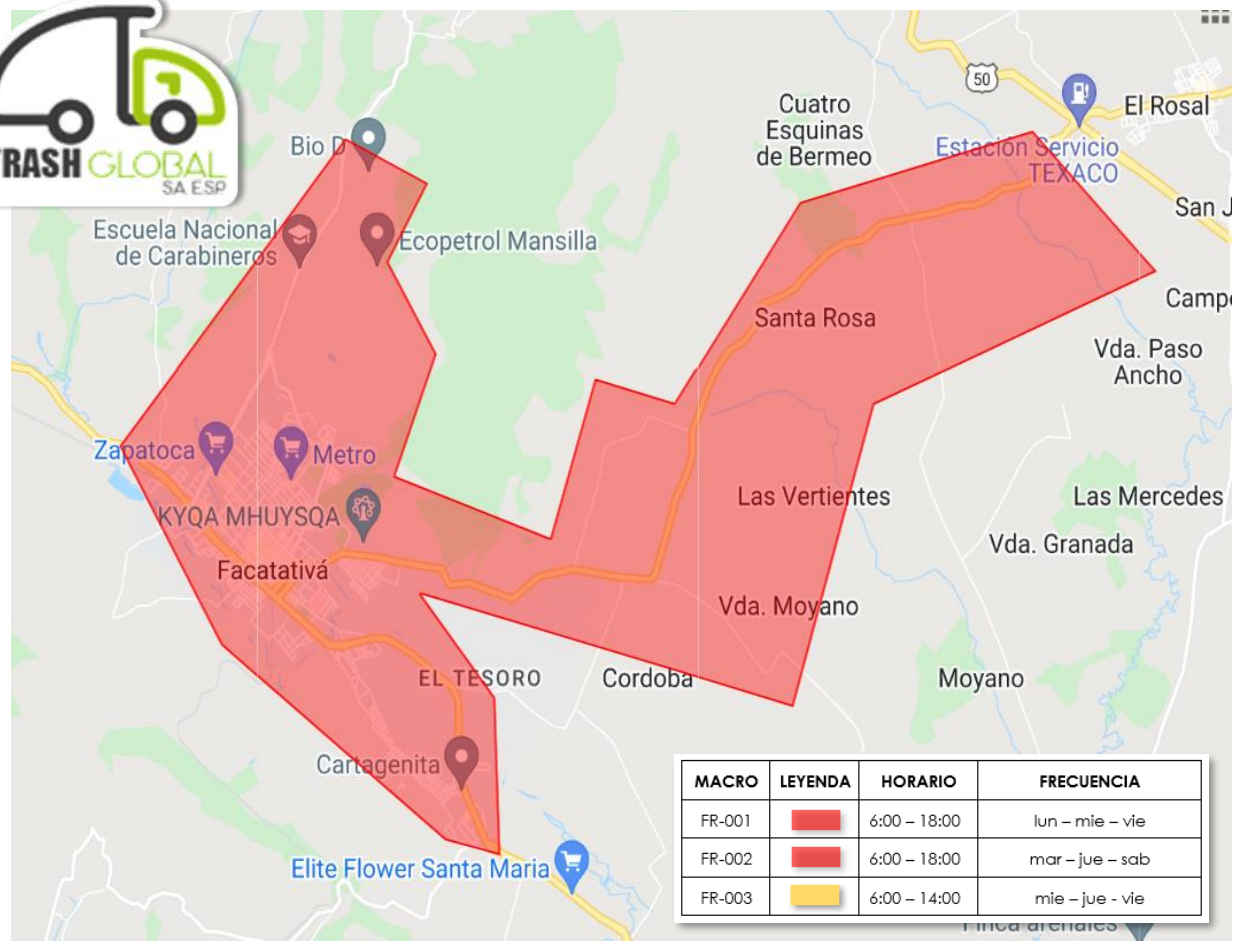 TRASH GLOBAL
SA ESP
50
El Rosal
Cuatro
Esquinas
de Bermeo
Estación Servicio
TEXACO
Bio D
San J
Escuela Nacional
de Carabineros
Ecopetrol Mansilla
Camp
Santa Rosa
Vda. Paso
Ancho
Zapatoca
Metro
KYQA MHUYSQA
Las Vertientes
Las Mercedes
Vda. Granada
Facatativá
Vda. Moyano
EL TESORO
Cordoba
Moyano
Cartagenita
Elite Flower Santa Maria
MACRO LEYENDA HORARIO FRECUENCIA
FR-001 6:00 – 18:00 lun – mie – vie
FR-002 6:00 – 18:00 mar – jue – sab
FR-003 6:00 – 14:00 mie – jue - vie
Finca arenales